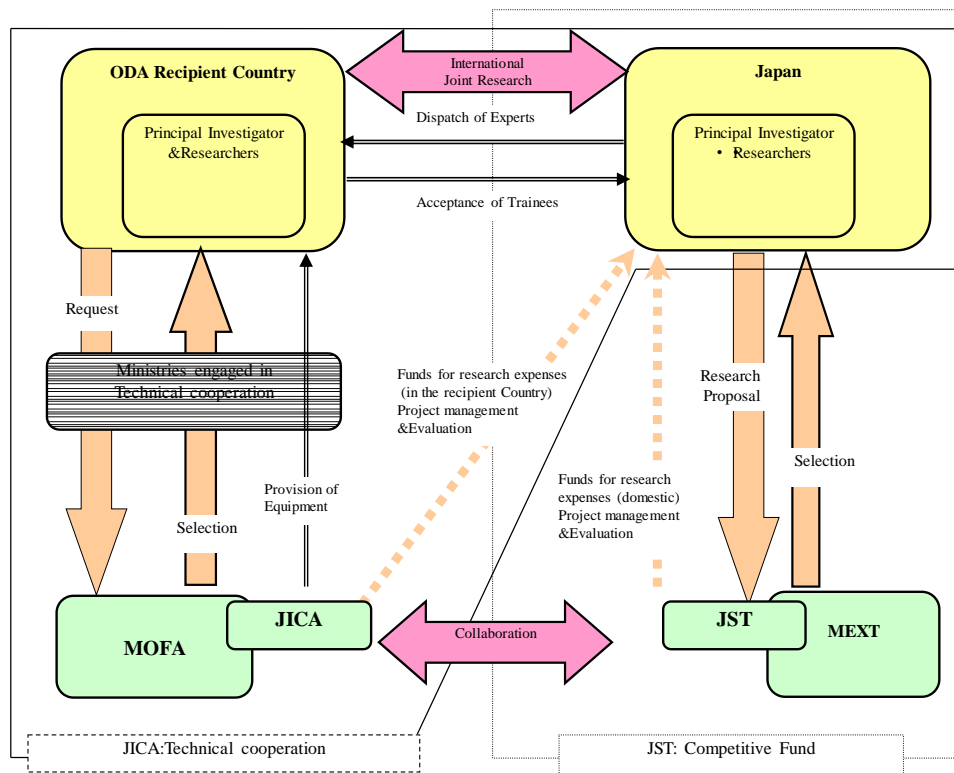 ODA Recipient Country
Principal Investigator
&Researchers
International
Joint Research
Dispatch of Experts
Acceptance of Trainees
Japan
Principal Investigator
• • Researchers
Request
Ministries engaged in
Technical cooperation
Selection
Provision of
Equipment
Funds for research expenses
(in the recipient Country)
Project management
&Evaluation
Funds for research
expenses (domestic)
Project management
&Evaluation
Research
Proposal
Selection
MOFA
JICA
Collaboration
JST
MEXT
JICA:Technical cooperation
JST: Competitive Fund